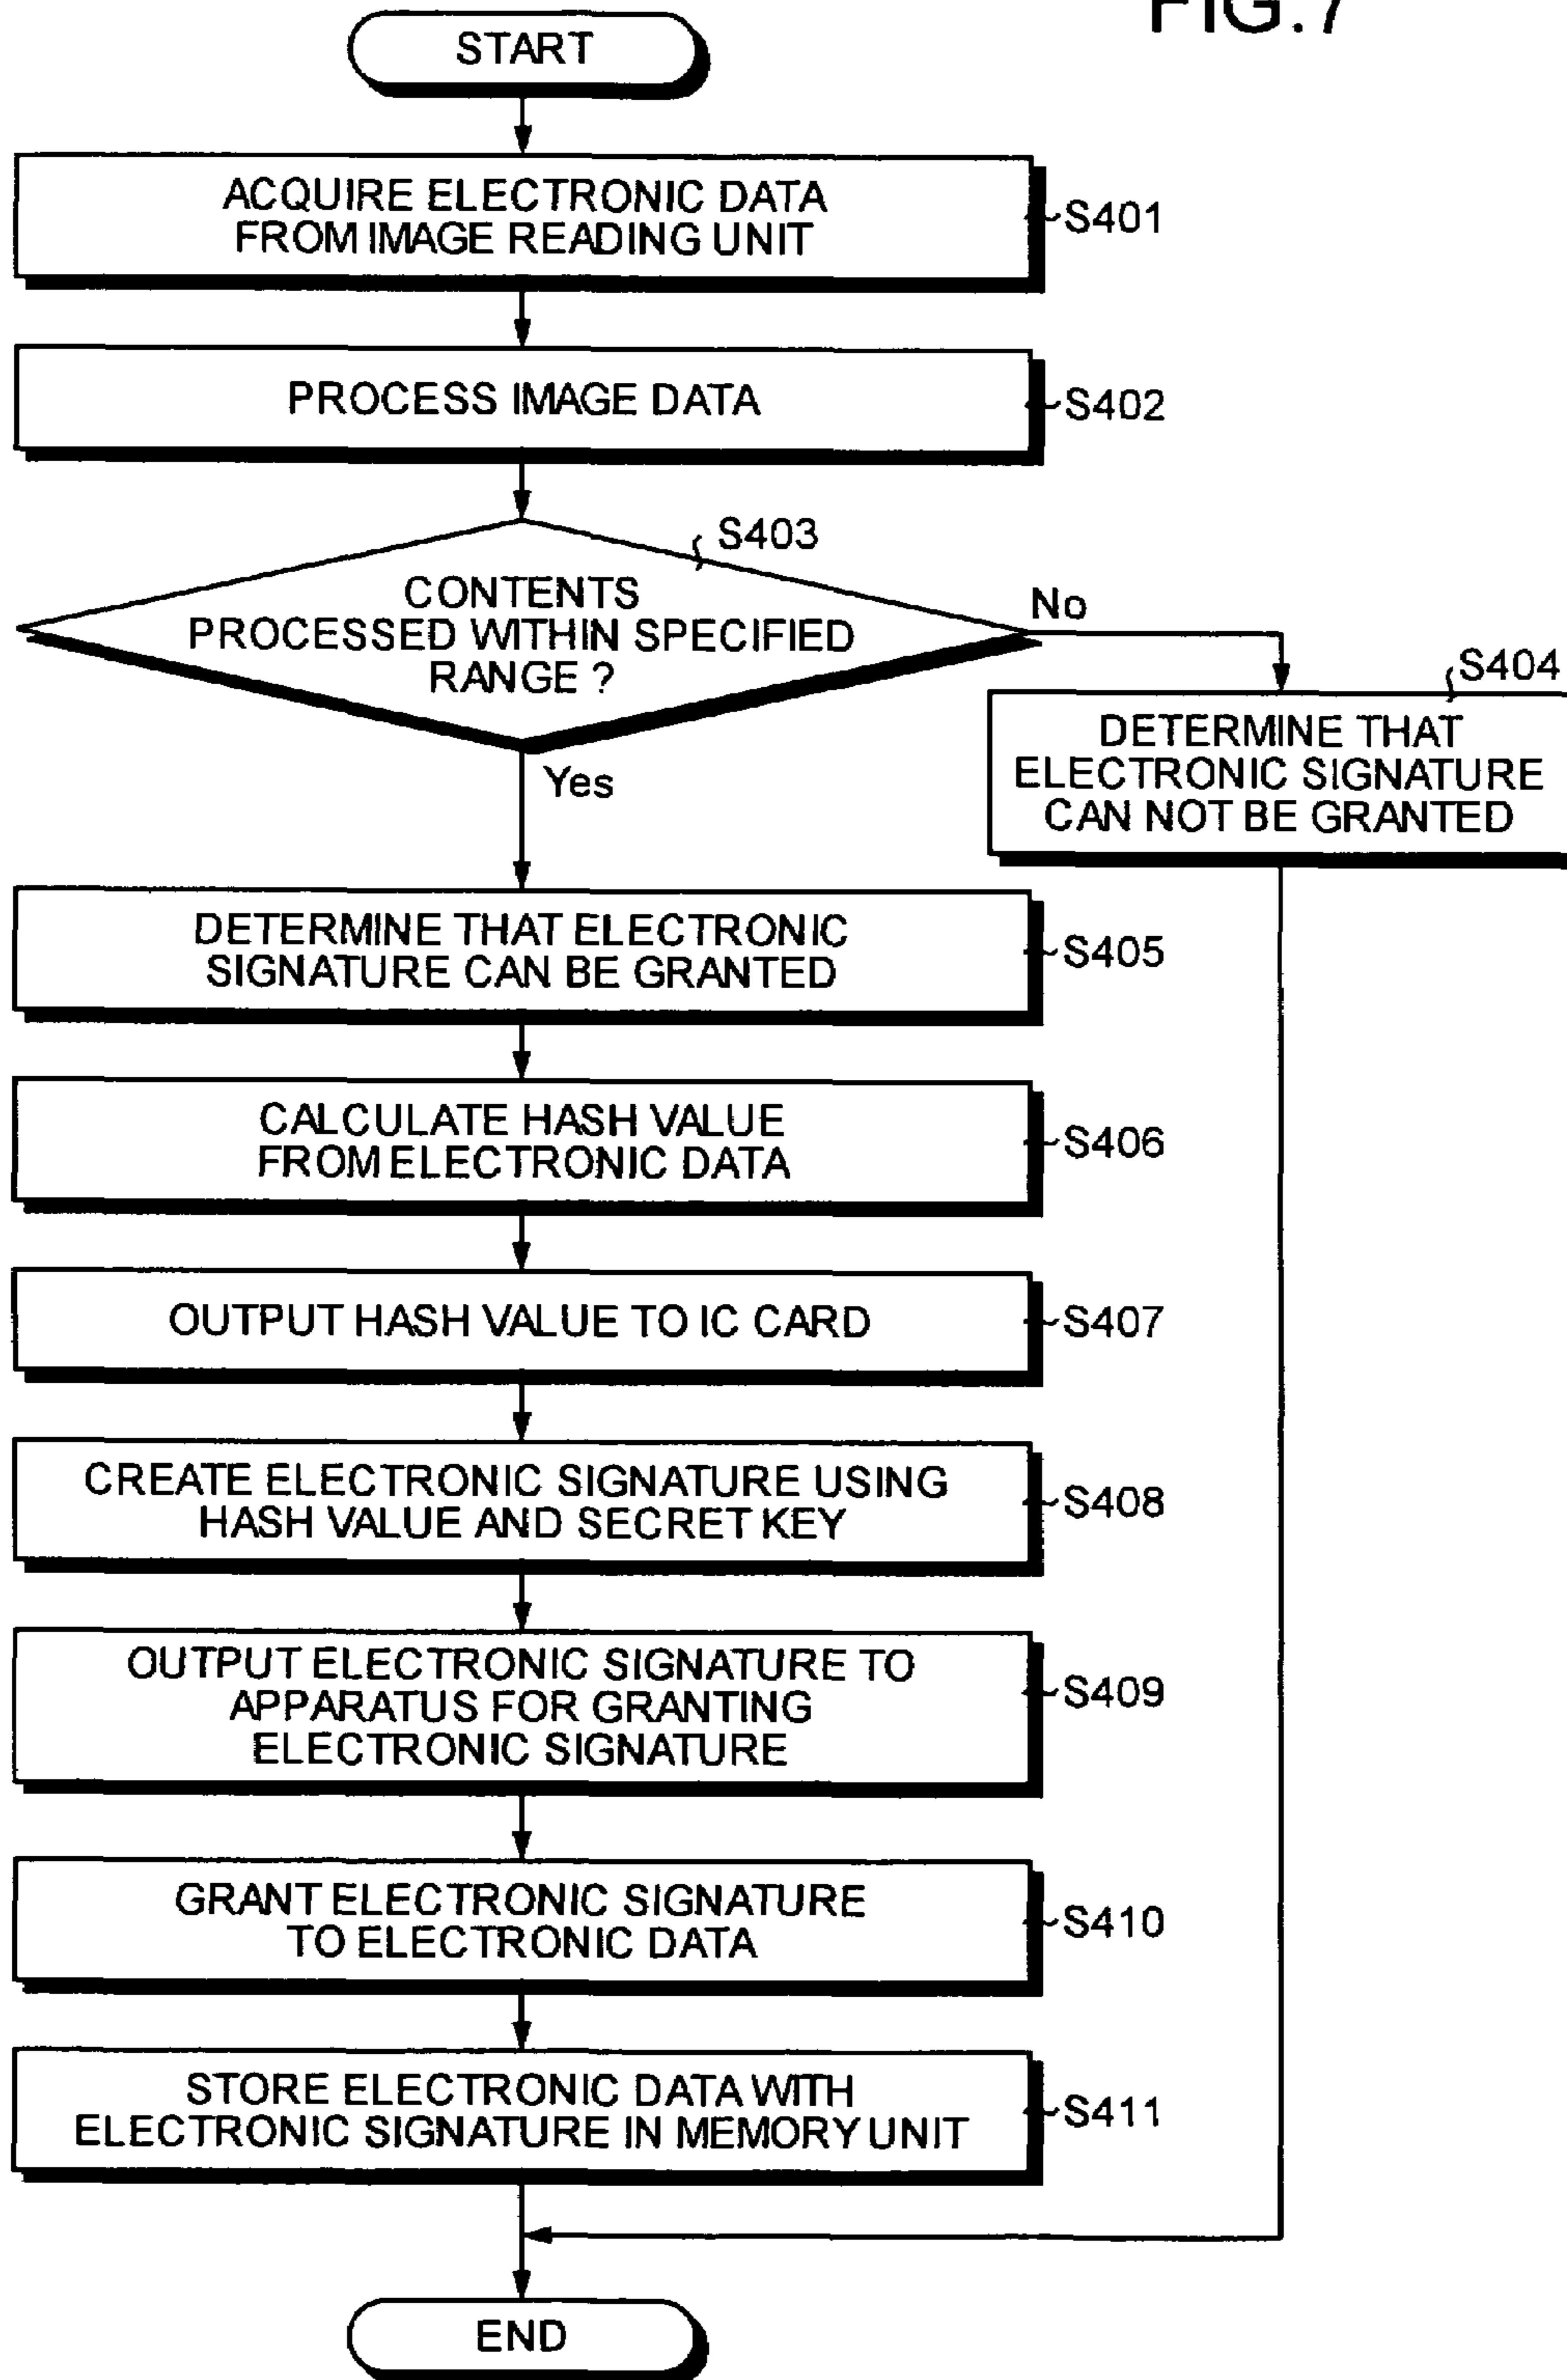 FIG.7
START
ACQUIRE ELECTRONIC DATA
FROM IMAGE READING UNIT
S401
PROCESS IMAGE DATA
S402
S403
CONTENTS
PROCESSED WITHIN SPECIFIED
RANGE ?
No
Yes
S404
DETERMINE THAT
ELECTRONIC SIGNATURE
CAN NOT BE GRANTED
DETERMINE THAT ELECTRONIC
SIGNATURE CAN BE GRANTED
S405
CALCULATE HASH VALUE
FROM ELECTRONIC DATA
S406
OUTPUT HASH VALUE TO IC CARD
S407
CREATE ELECTRONIC SIGNATURE USING
HASH VALUE AND SECRET KEY
S408
OUTPUT ELECTRONIC SIGNATURE TO
APPARATUS FOR GRANTING
ELECTRONIC SIGNATURE
S409
GRANT ELECTRONIC SIGNATURE
TO ELECTRONIC DATA
S410
STORE ELECTRONIC DATA WITH
ELECTRONIC SIGNATURE IN MEMORY UNIT
S411
END